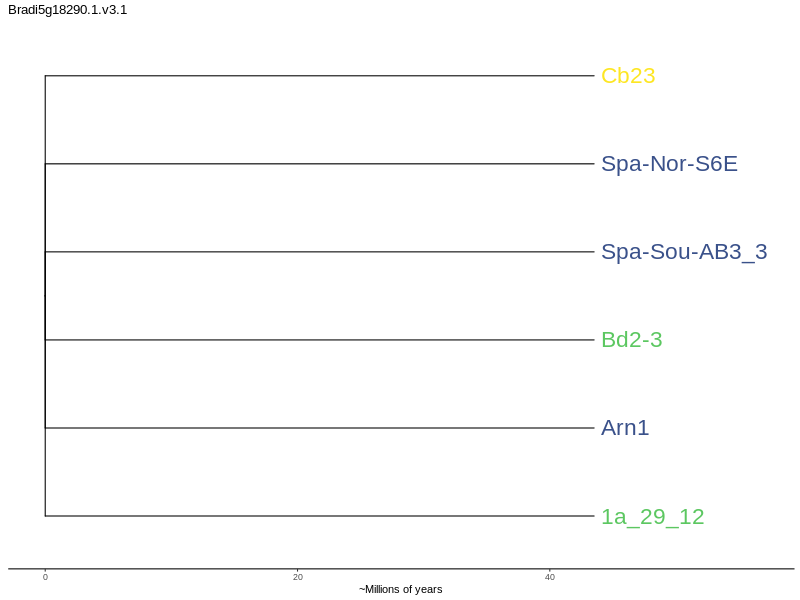 Bradi5g18290.1.v3.1
Cb23
Spa-Nor-S6E
Spa-Sou-AB3_3
Bd2-3
Arn1
1a_29_12
0 20 40
~Millions of years